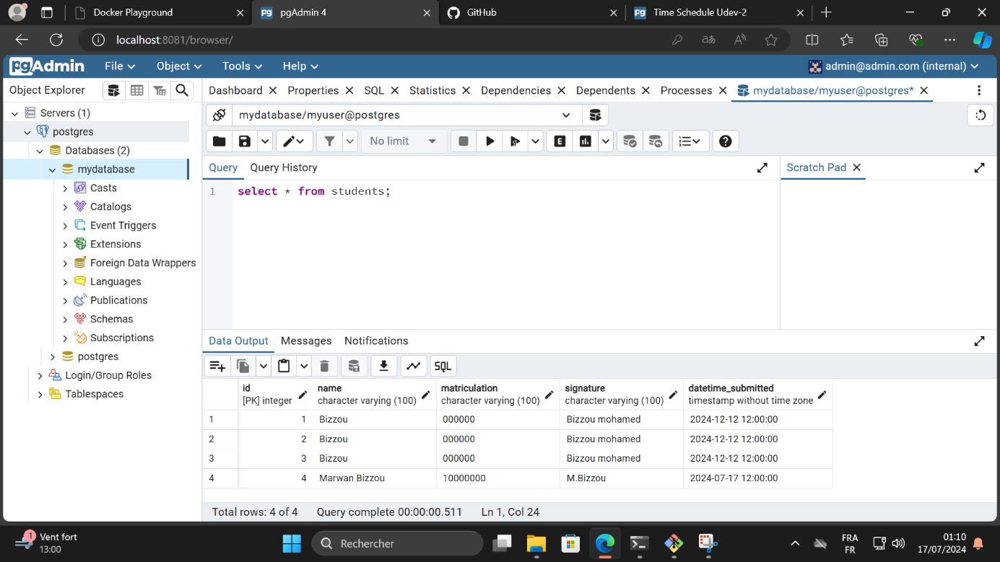 Docker Playground
pgAdmin 4
GitHub
Time Schedule Udev-2
localhost:8081/browser/
pgAdmin File Object Tools Help admin@admin.com (internal)
Object Explorer
Dashboard Properties SQL Statistics Dependencies Dependents Processes mydatabase/myuser@postgres*
Servers (1)
postgres
Databases (2)
mydatabase
Casts
Catalogs
Event Triggers
Extensions
Foreign Data Wrappers
Languages
Publications
Schemas
Subscriptions
postgres
Login/Group Roles
Tablespaces
mydatabase/myuser@postgres
No limit
E
Query Query History
Scratch Pad
1 select * from students;
Data Output Messages Notifications
SQL
id name matriculation signature datetime_submitted
[PK] integer character varying (100) character varying (100) character varying (100) timestamp without time zone
1 1 Bizzou 000000 Bizzou mohamed 2024-12-12 12:00:00
2 2 Bizzou 000000 Bizzou mohamed 2024-12-12 12:00:00
3 3 Bizzou 000000 Bizzou mohamed 2024-12-12 12:00:00
4 4 Marwan Bizzou 10000000 M.Bizzou 2024-07-17 12:00:00
Total rows: 4 of 4 Query complete 00:00:00.511 Ln 1, Col 24
1
Vent fort
13:00
Rechercher
FRA
FR
01:10
17/07/2024